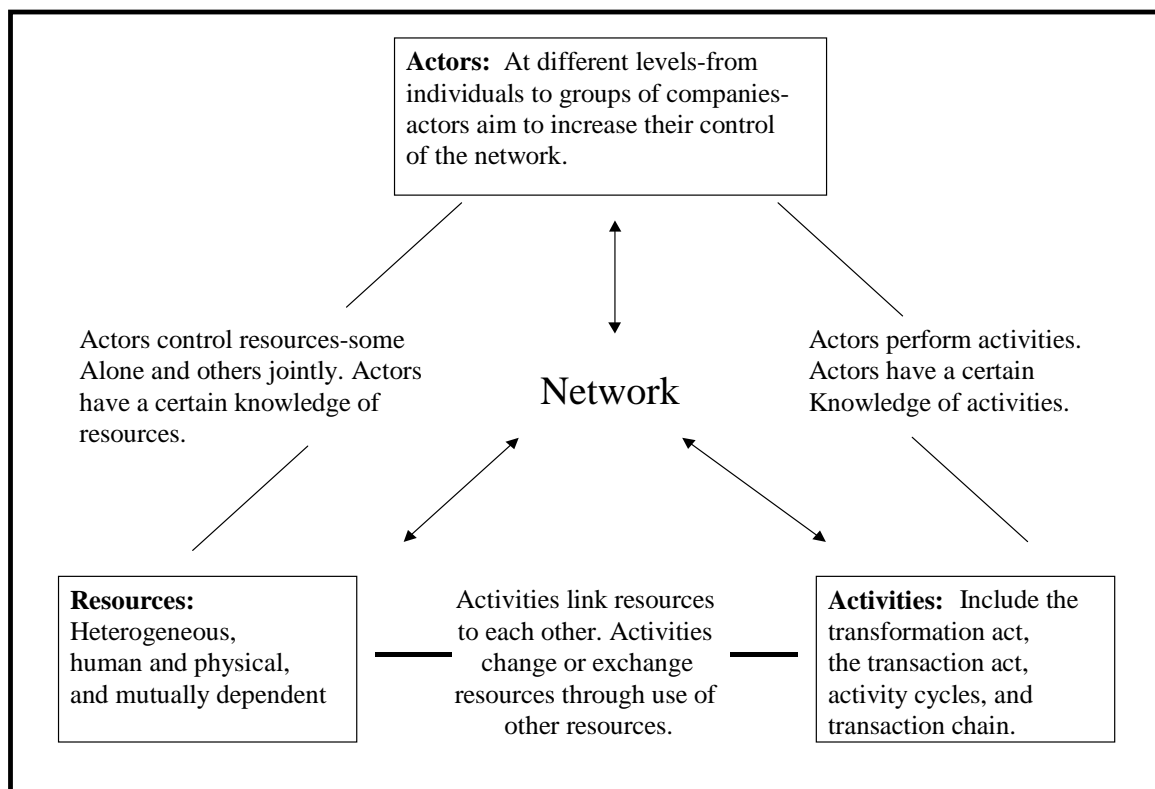 Actors: At different levels-from
individuals to groups of companies-
actors aim to increase their control
of the network.
Actors control resources-some
Alone and others jointly. Actors
have a certain knowledge of
resources.
Network
Actors perform activities.
Actors have a certain
Knowledge of activities.
Resources:
Heterogeneous,
human and physical,
and mutually dependent
Activities link resources
to each other. Activities
change or exchange
resources through use of
other resources.
Activities: Include the
transformation act,
the transaction act,
activity cycles, and
transaction chain.